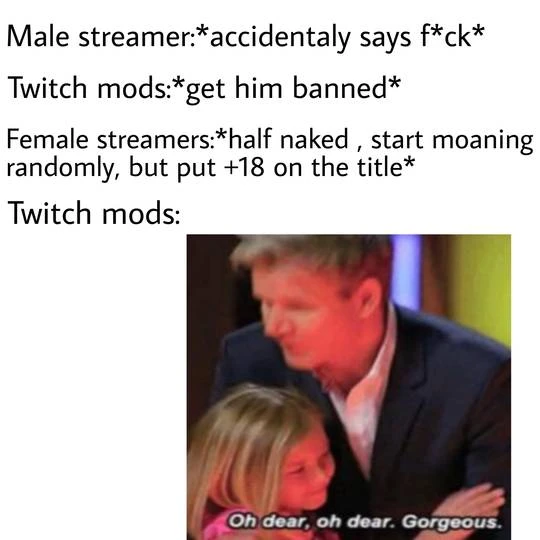 Male streamer:*accidentaly says f*ck*
Twitch mods:*get him banned*
Female streamers:*half naked , start moaning
randomly, but put +18 on the title*
Twitch mods:
Oh dear, oh dear. Gorgeous.